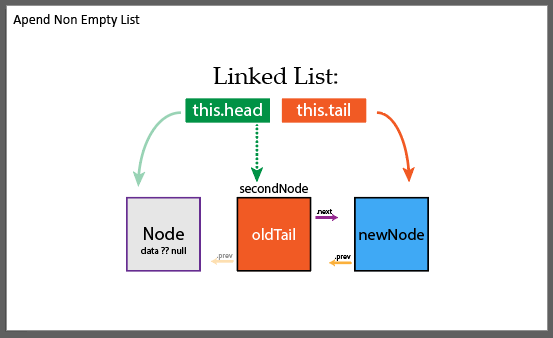 Apend Non Empty List
Linked List:
this.head
this.tail
secondNode
Node
data ?? null
.prev
oldTail
.next
.prev
newNode